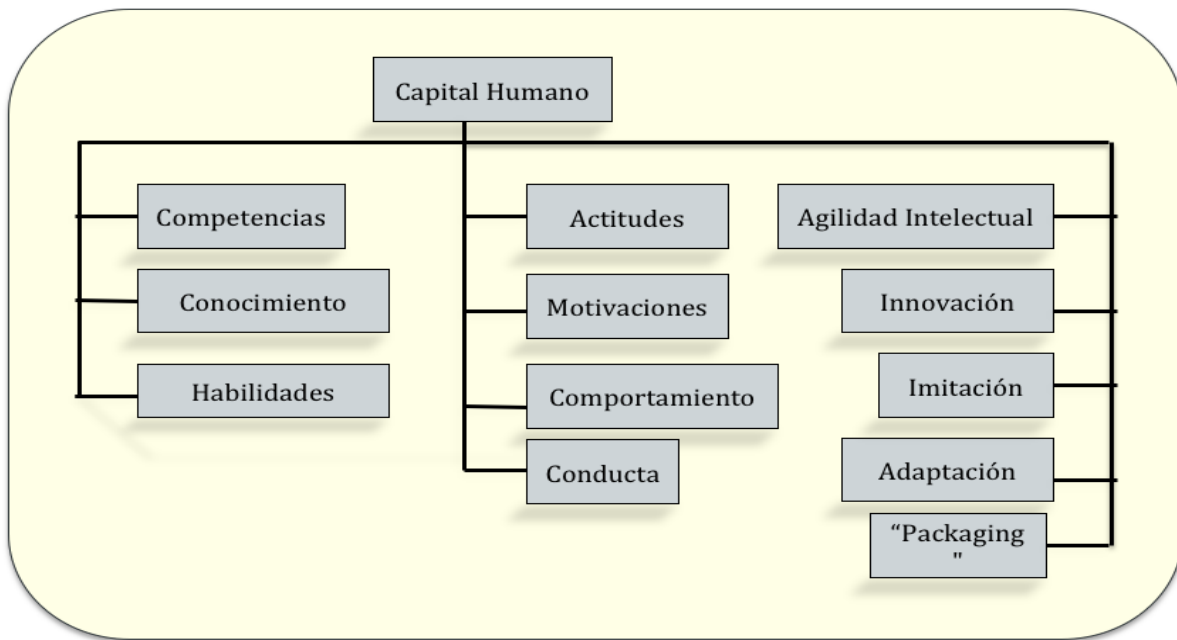 Capital Humano
Competencias
Conocimiento
Habilidades
Actitudes
Motivaciones
Comportamiento
Conducta
Agilidad Intelectual
Innovación
Imitación
Adaptación
“Packaging
"